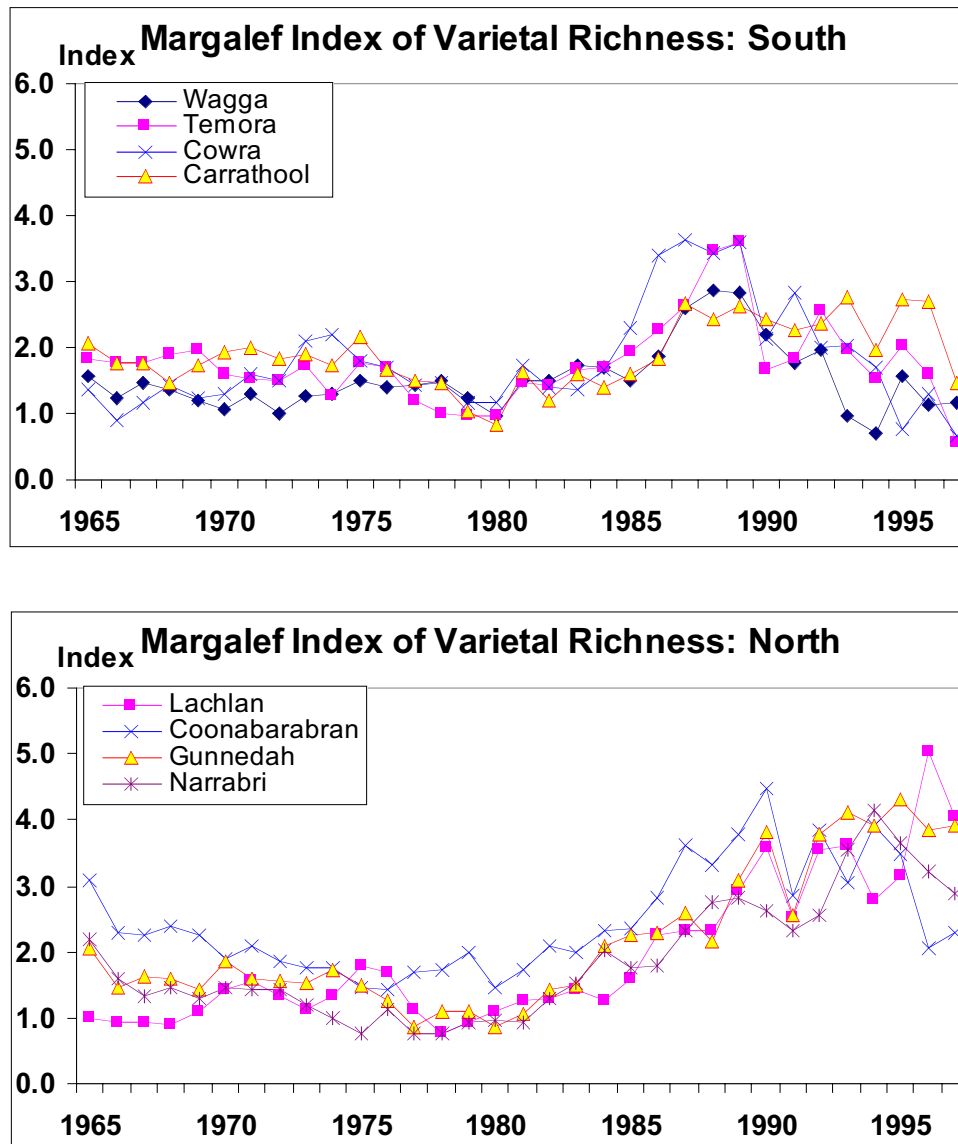 Margalef Index of Varietal Richness: South
Index
6.0
5.0
4.0
3.0
2.0
1.0
0.0
Wagga
Temora
Cowra
Carrathool
1965 1970 1975 1980 1985 1990 1995
Margalef Index of Varietal Richness: North
Index
6.0
5.0
4.0
3.0
2.0
1.0
0.0
Lachlan
Coonabarabran
Gunnedah
Narrabri
1965 1970 1975 1980 1985 1990 1995